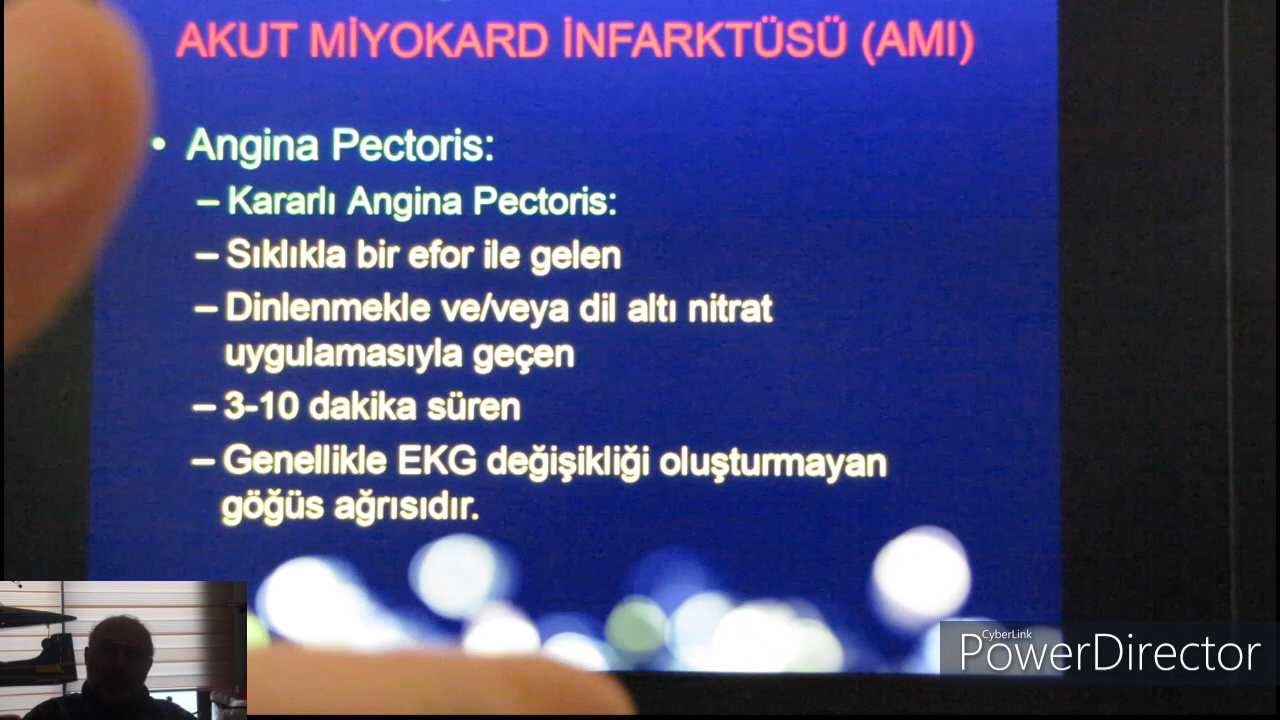 AKUT MİYOKARD İNFARKTÜSÜ (AMI)
• Angina Pectoris:
– Kararlı Angina Pectoris:
– Sıklıkla bir efor ile gelen
– Dinlenmekle ve/veya dil altı nitrat
uygulamasıyla geçen
– 3-10 dakika süren
– Genellikle EKG değişikliği oluşturmayan
göğüs ağrısıdır.
CyberLink
PowerDirector